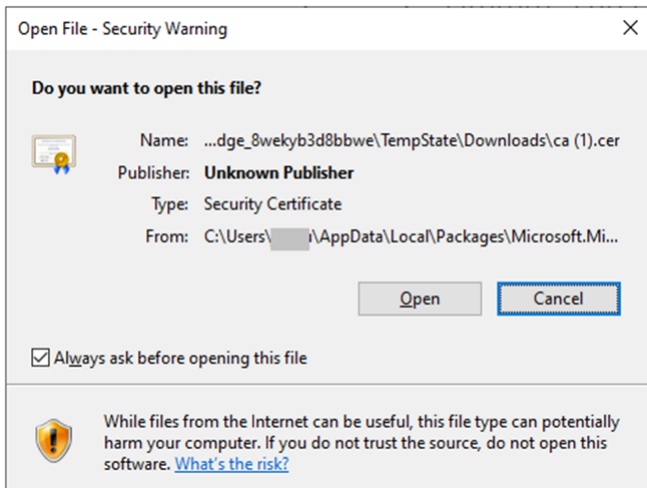 Open File - Security Warning
Do you want to open this file?
Name: ...dge_8wekyb3d8bbwe\TempState\Downloads\ca (1).cer
Publisher: Unknown Publisher
Type: Security Certificate
From: C:\Users\ \AppData\Local\Packages\Microsoft.Mi...
Open Cancel
Always ask before opening this file
While files from the Internet can be useful, this file type can potentially
harm your computer. If you do not trust the source, do not open this
software. What's the risk?